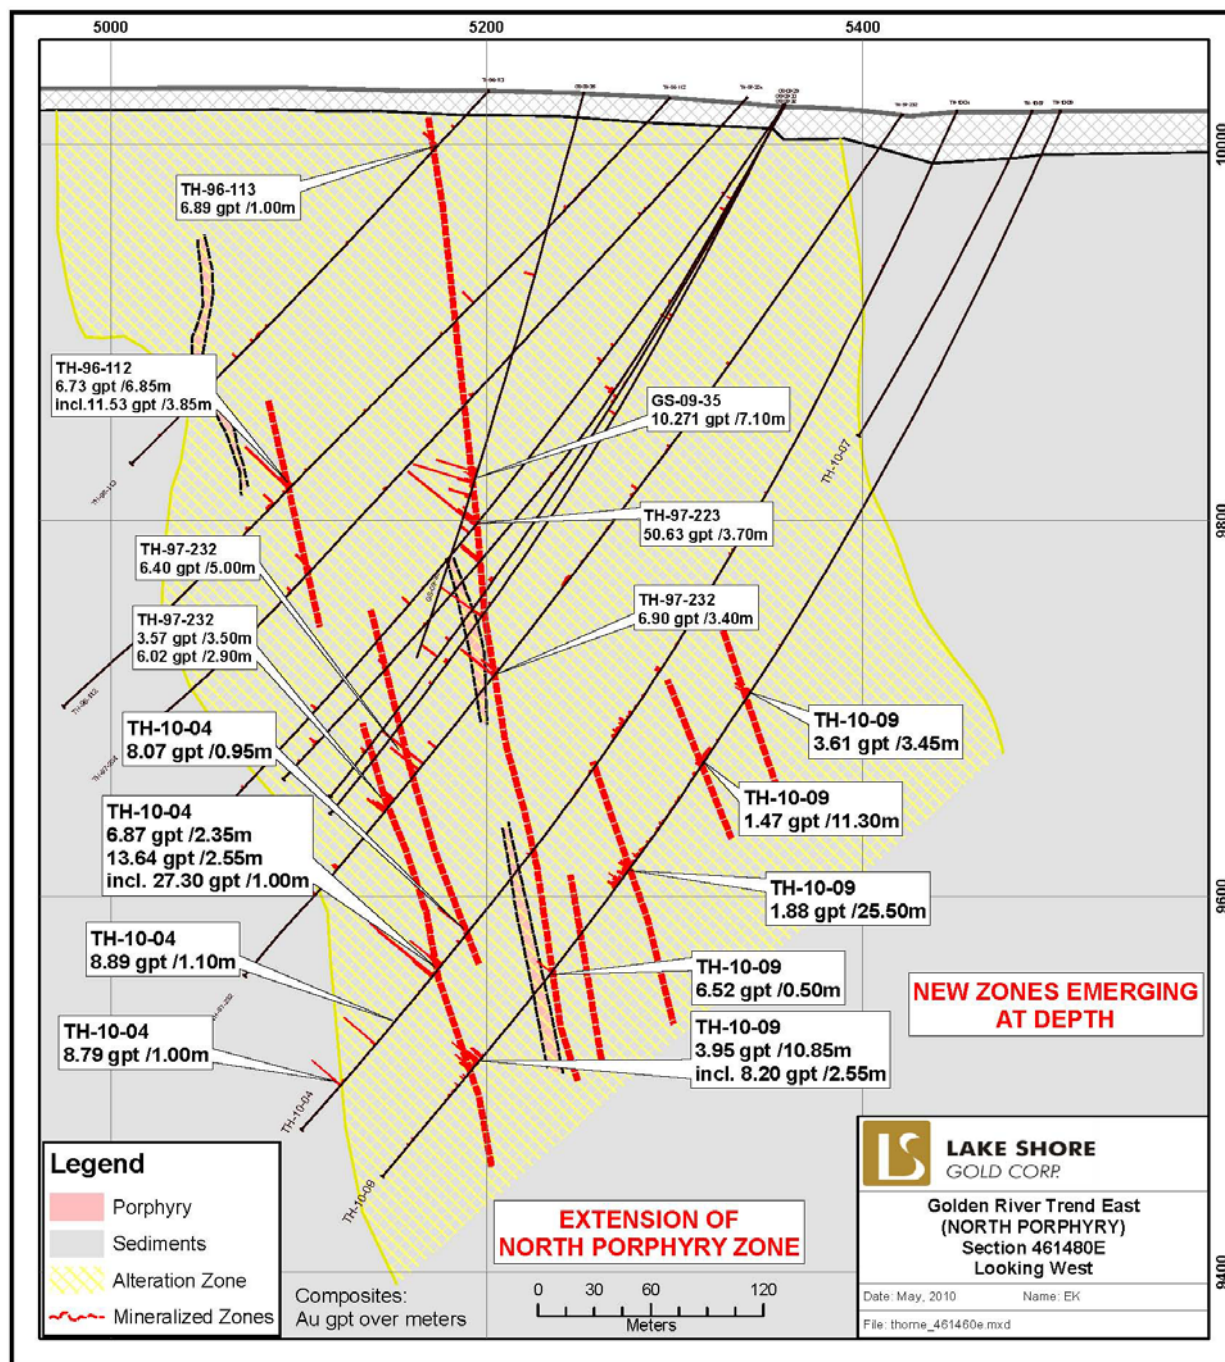 5000
5200
5400
10000
9800
9600
9400
TH-96-113
6.89 gpt /1.00m
TH-96-112
6.73 gpt /6.85m
incl.11.53 gpt /3.85m
GS-09-35
10.271 gpt /7.10m
TH-97-223
50.63 gpt /3.70m
TH-97-232
6.40 gpt /5.00m
TH-97-232
6.90 gpt /3.40m
TH-97-232
3.57 gpt /3.50m
6.02 gpt /2.90m
TH-10-04
8.07 gpt /0.95m
TH-10-09
3.61 gpt /3.45m
TH-10-09
1.47 gpt /11.30m
TH-10-04
6.87 gpt /2.35m
13.64 gpt /2.55m
incl. 27.30 gpt /1.00m
TH-10-09
1.88 gpt /25.50m
TH-10-04
8.89 gpt /1.10m
TH-10-09
6.52 gpt /0.50m
TH-10-04
8.79 gpt /1.00m
TH-10-09
3.95 gpt /10.85m
incl. 8.20 gpt /2.55m
TH-10-07
TH-96-113
TH-96-112
TH-10-04
TH-10-09
NEW ZONES EMERGING
AT DEPTH
EXTENSION OF
NORTH PORPHYRY ZONE
Legend
Porphyry
Sediments
Alteration Zone
Mineralized Zones
Composites:
Au gpt over meters
0 30 60 120
Meters
LS
LAKE SHORE
GOLD CORP.
Golden River Trend East
(NORTH PORPHYRY)
Section 461480E
Looking West
Date: May, 2010 Name: EK
File: thorne_461460e.mxd